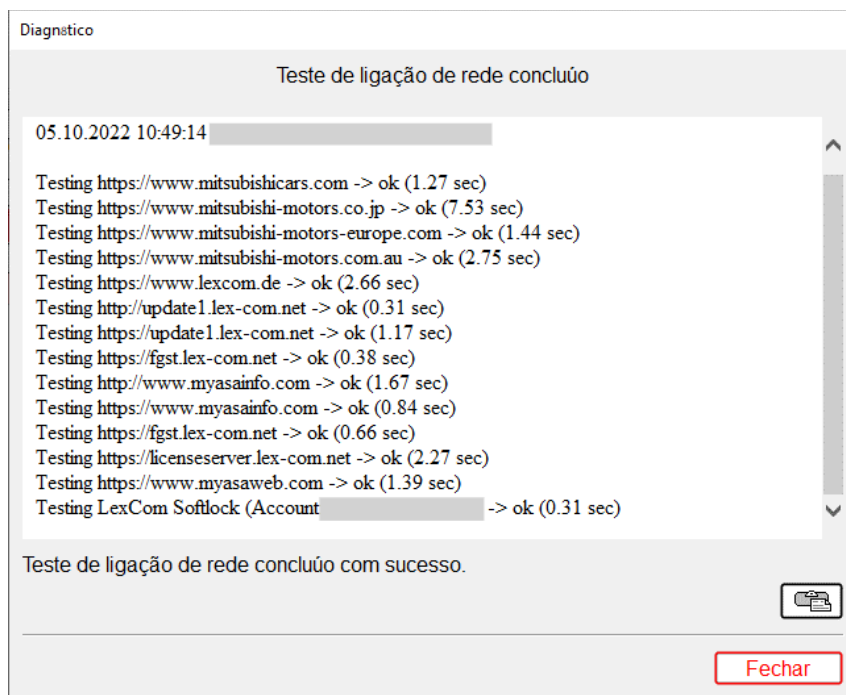 Diagnstico
Teste de ligação de rede concluúo
05.10.2022 10:49:14
Testing https://www.mitsubishicars.com -> ok (1.27 sec)
Testing https://www.mitsubishi-motors.co.jp -> ok (7.53 sec)
Testing https://www.mitsubishi-motors-europe.com -> ok (1.44 sec)
Testing https://www.mitsubishi-motors.com.au -> ok (2.75 sec)
Testing https://www.lexcom.de -> ok (2.66 sec)
Testing http://update1.lex-com.net -> ok (0.31 sec)
Testing https://update1.lex-com.net -> ok (1.17 sec)
Testing https://fgst.lex-com.net -> ok (0.38 sec)
Testing http://www.myasainfo.com -> ok (1.67 sec)
Testing https://www.myasainfo.com -> ok (0.84 sec)
Testing https://fgst.lex-com.net -> ok (0.66 sec)
Testing https://licenseserver.lex-com.net -> ok (2.27 sec)
Testing https://www.myasaweb.com -> ok (1.39 sec)
Testing LexCom Softlock (Account -> ok (0.31 sec)
Teste de ligação de rede concluúo com sucesso.
Fechar